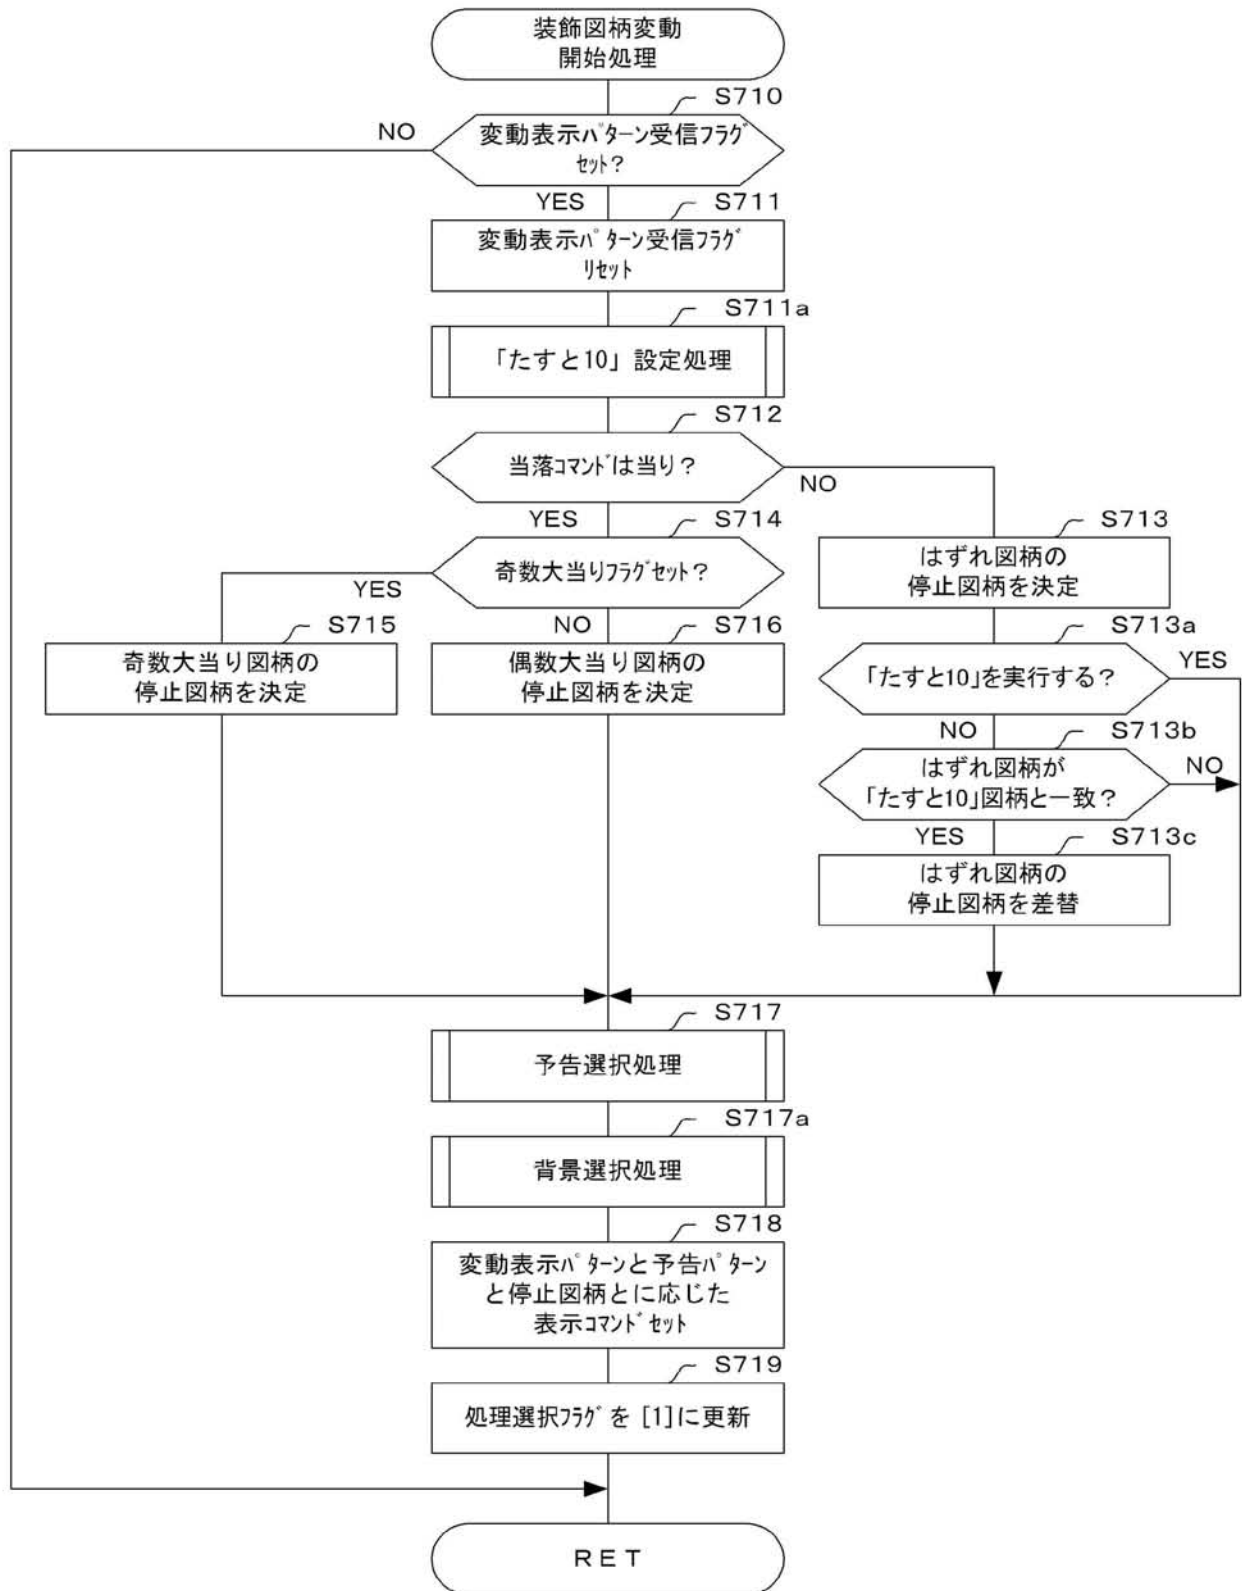 装飾図柄変動
開始処理
S710
NO
変動表示ﾊﾟﾀｰﾝ受信ﾌﾗｸﾞ
ｾｯﾄ？
YES
S711
変動表示ﾊﾟﾀｰﾝ受信ﾌﾗｸﾞ
ﾘｾｯﾄ
S711a
「たすと10」設定処理
S712
当落ｺﾏﾝﾄﾞは当り？
NO
YES
S714
S713
奇数大当りﾌﾗｸﾞｾｯﾄ？
はずれ図柄の
停止図柄を決定
YES
S715
NO
S716
S713a
奇数大当り図柄の
停止図柄を決定
偶数大当り図柄の
停止図柄を決定
「たすと10」を実行する？
YES
NO
S713b
はずれ図柄が
「たすと10」図柄と一致？
NO
YES
S713c
はずれ図柄の
停止図柄を差替
S717
予告選択処理
S717a
背景選択処理
S718
変動表示ﾊﾟﾀｰﾝと予告ﾊﾟﾀｰﾝ
と停止図柄とに応じた
表示ｺﾏﾝﾄﾞｾｯﾄ
S719
処理選択ﾌﾗｸﾞを [1]に更新
ＲＥＴ